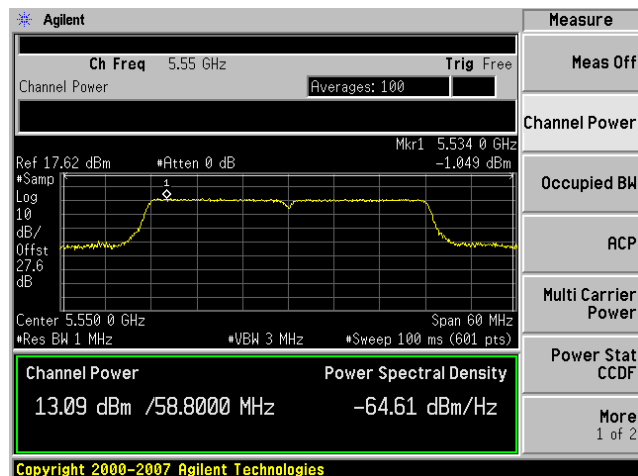 Agilent
Measure
Ch Freq 5.55 GHz Trig Free
Channel Power Averages: 100
Mkr1 5.534 0 GHz
Ref 17.62 dBm #Atten 0 dB -1.049 dBm
#Samp
Log
10
dB/
Offst
27.6
dB
1
Center 5.550 0 GHz Span 60 MHz
#Res BW 1 MHz #VBW 3 MHz #Sweep 100 ms (601 pts)
Channel Power Power Spectral Density
13.09 dBm /58.8000 MHz -64.61 dBm/Hz
Copyright 2000-2007 Agilent Technologies
Meas Off
Channel Power
Occupied BW
ACP
Multi Carrier
Power
Power Stat
CCDF
More
1 of 2